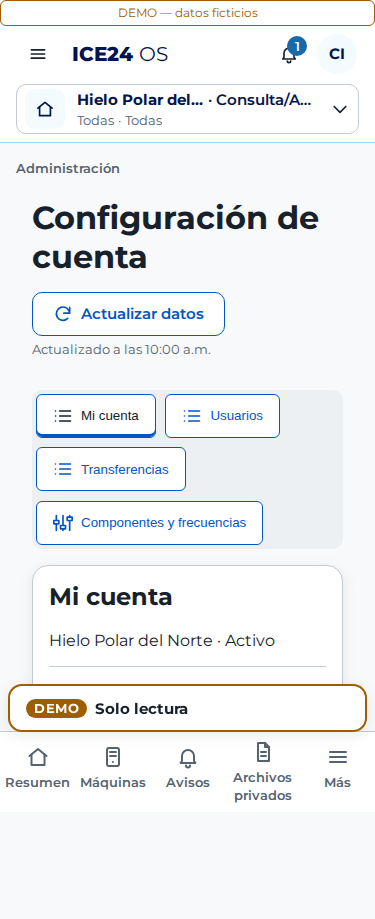 DEMO — datos ficticios
ICE24 OS
1
CI
Hielo Polar del... · Consulta/A...
Todas · Todas
Administración
Configuración de
cuenta
Actualizar datos
Actualizado a las 10:00 a.m.
Mi cuenta
Usuarios
Transferencias
Componentes y frecuencias
Mi cuenta
Hielo Polar del Norte · Activo
DEMO Solo lectura
Resumen
Máquinas
Avisos
Archivos
privados
Más